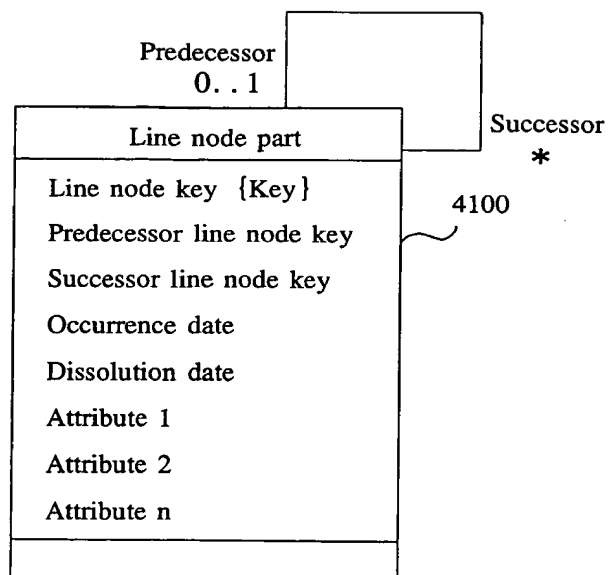 Predecessor
0..1
Line node part
Successor
*
Line node key {Key}
4100
Predecessor line node key
Successor line node key
Occurrence date
Dissolution date
Attribute 1
Attribute 2
Attribute n